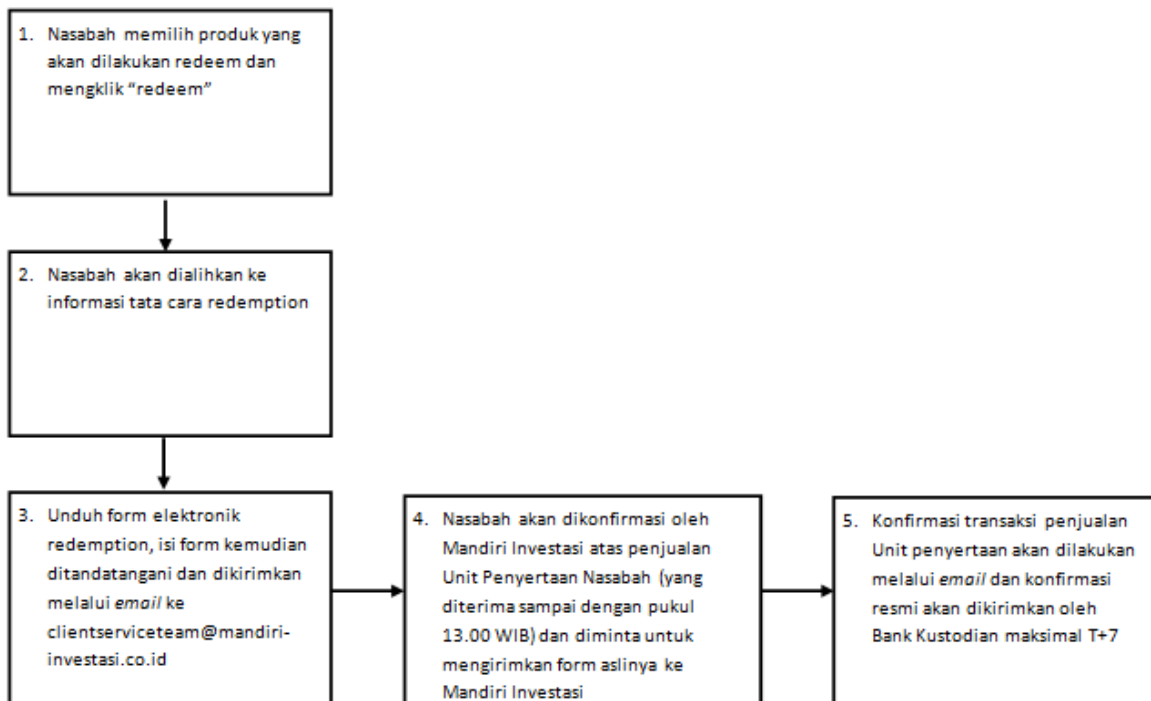 1. Nasabah memilih produk yang
akan dilakukan redeem dan
mengklik “redeem”
2. Nasabah akan dialihkan ke
informasi tata cara redemption
3. Unduh form elektronik
redemption, isi form kemudian
ditandatangani dan dikirimkan
melalui email ke
clientserviceteam@mandiri-
investasi.co.id
4. Nasabah akan dikonfirmasi oleh
Mandiri Investasi atas penjualan
Unit Penyertaan Nasabah (yang
diterima sampai dengan pukul
13.00 WIB) dan diminta untuk
mengirimkan form aslinya ke
Mandiri Investasi
5. Konfirmasi transaksi penjualan
Unit penyertaan akan dilakukan
melalui email dan konfirmasi
resmi akan dikirimkan oleh
Bank Kustodian maksimal T+7